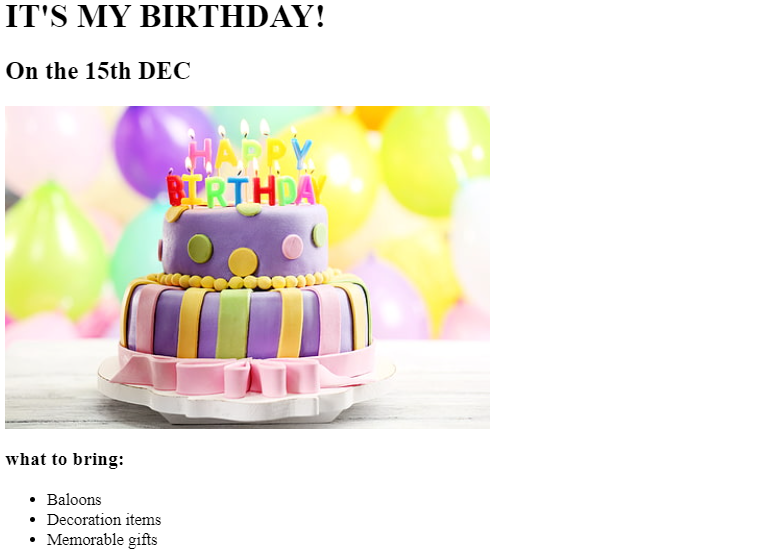 IT'S MY BIRTHDAY!
On the 15th DEC
HAPPY
BIRTHDAY
what to bring:
Baloons
Decoration items
Memorable gifts